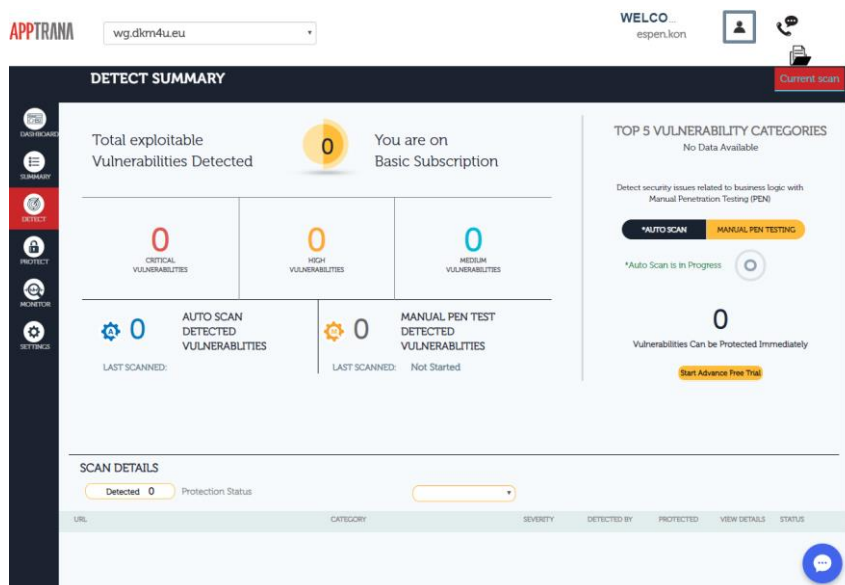 APPTRANA
wg.dkm4u.eu
WELCO...
espen.kon
DETECT SUMMARY
Current scan
DASHBOARD
SUMMARY
DETECT
PROTECT
MONITOR
SETTINGS
Total exploitable
Vulnerabilities Detected
0
You are on
Basic Subscription
0
CRITICAL
VULNERABILITIES
0
HIGH
VULNERABILITIES
0
MEDIUM
VULNERABILITIES
0
AUTO SCAN
DETECTED
VULNERABLITIES
LAST SCANNED:
0
MANUAL PEN TEST
DETECTED
VULNERABLITIES
LAST SCANNED: Not Started
TOP 5 VULNERABILITY CATEGORIES
No Data Available
Detect security issues related to business logic with
Manual Penetration Testing (PEN)
*AUTO SCAN
MANUAL PEN TESTING
*Auto Scan is in Progress
0
Vulnerabilities Can be Protected Immediately
Start Advance Free Trial
SCAN DETAILS
Detected 0
Protection Status
URL CATEGORY SEVERITY DETECTED BY PROTECTED VIEW DETAILS STATUS